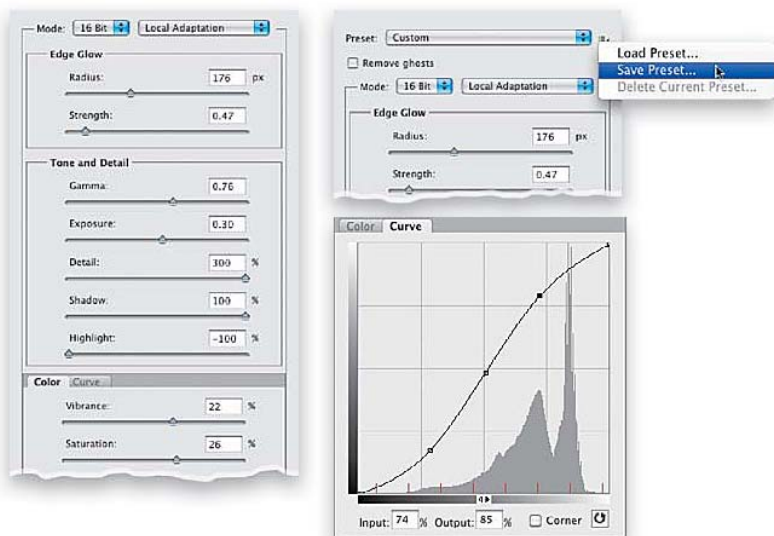 Mode: 16 Bit Local Adaptation
Edge Glow
Radius: 176 px
Strength: 0.47
Tone and Detail
Gamma: 0.76
Exposure: 0.30
Detail: 300 %
Shadow: 100 %
Highlight: -100 %
Color Curve
Vibrance: 22 %
Saturation: 26 %
Preset: Custom
Load Preset...
Save Preset...
Delete Current Preset...
Remove ghosts
Mode: 16 Bit Local Adaptation
Edge Glow
Radius: 176 px
Strength: 0.47
Color Curve
Input: 74 % Output: 85 % Corner